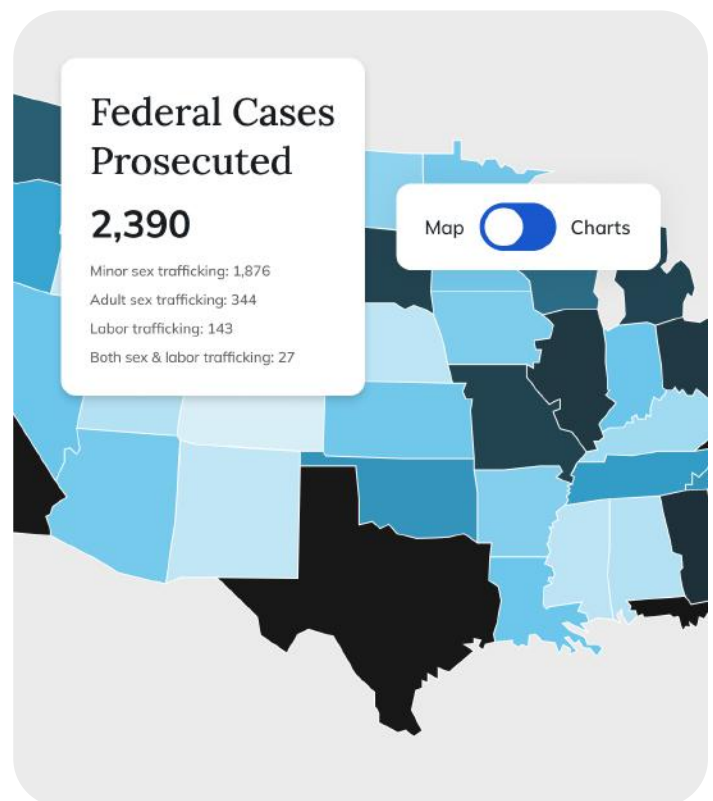 Federal Cases
Prosecuted
2,390
Minor sex trafficking: 1,876
Adult sex trafficking: 344
Labor trafficking: 143
Both sex & labor trafficking: 27
Map
Charts